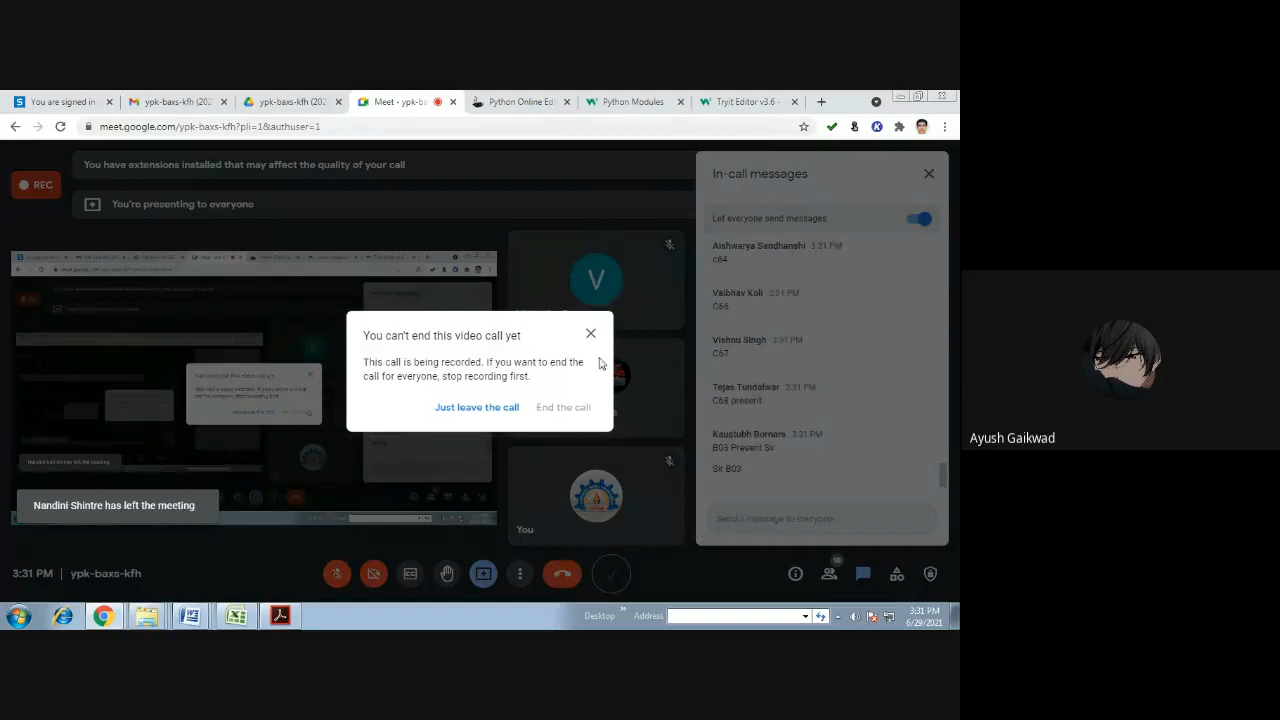 You are signed in
ypk-baxs-kfh (202
ypk-baxs-kfh (202
Meet - ypk-ba
Python Online Edi
Python Modules
Tryit Editor v3.6 -
meet.google.com/ypk-baxs-kfh?pli=1&authuser=1
You have extensions installed that may affect the quality of your call
REC
You're presenting to everyone
In-call messages
Let everyone send messages
Aishwarya Sandhanshi 3:31 PM
c64
Vaibhav Koli 3:31 PM
C66
Vishnu Singh 3:31 PM
C67
Tejas Tundalwar 3:31 PM
C68 present
Kaustubh Bornare 3:31 PM
B03 Present Sir
Sir B03
Send a message to everyone
V
You
You can't end this video call yet
This call is being recorded. If you want to end the
call for everyone, stop recording first.
Just leave the call
End the call
Nandini Shintre has left the meeting
3:31 PM | ypk-baxs-kfh
18
Desktop
Address
3:31 PM
6/29/2021
Ayush Gaikwad